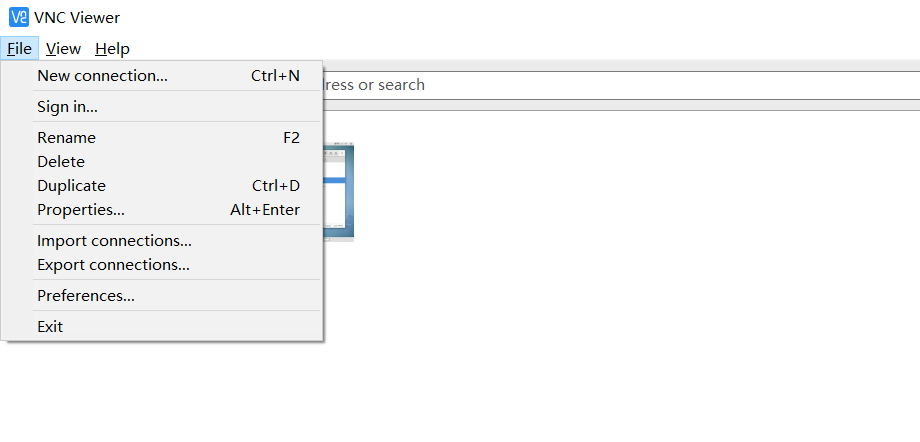 VNC Viewer
File View Help
New connection... Ctrl+N
dress or search
Sign in...
Rename F2
Delete
Duplicate Ctrl+D
Properties... Alt+Enter
Import connections...
Export connections...
Preferences...
Exit